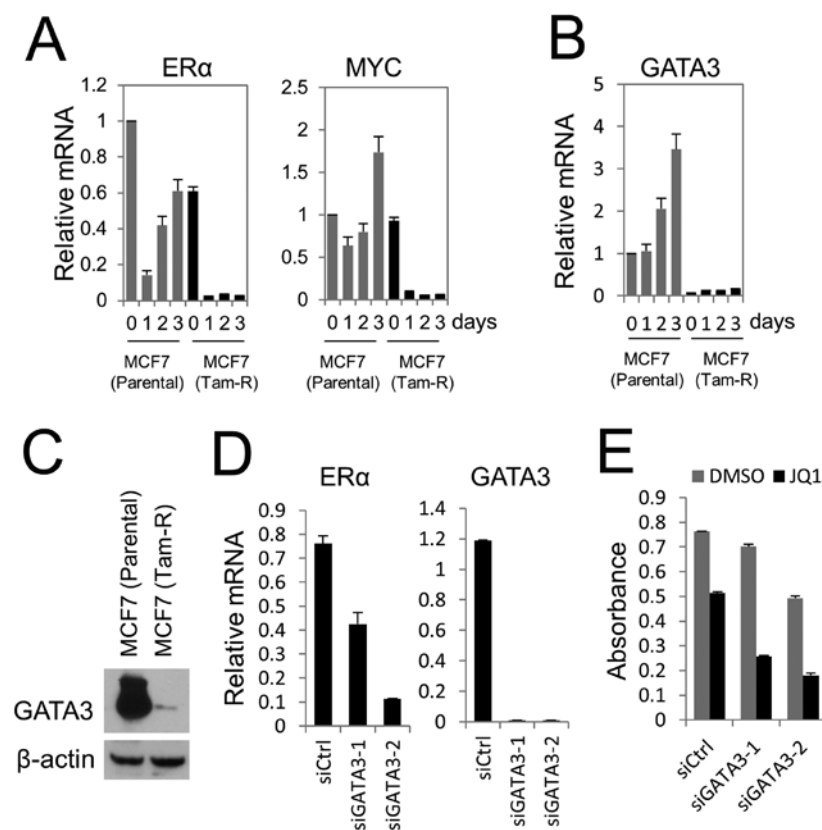 A
ERα
Relative mRNA
1.2
1
0.8
0.6
0.4
0.2
0
0 1 2 3 0 1 2 3
MCF7
(Parental)
MCF7
(Tam-R)
MYC
2.5
2
1.5
1
0.5
0
0 1 2 3 0 1 2 3 days
MCF7
(Parental)
MCF7
(Tam-R)
B
GATA3
Relative mRNA
5
4
3
2
1
0
0 1 2 3 0 1 2 3 days
MCF7
(Parental)
MCF7
(Tam-R)
C
MCF7 (Parental)
MCF7 (Tam-R)
GATA3
β-actin
D
ERα
Relative mRNA
0.9
0.8
0.7
0.6
0.5
0.4
0.3
0.2
0.1
0
siCtrl
siGATA3-1
siGATA3-2
GATA3
1.4
1.2
1
0.8
0.6
0.4
0.2
0
siCtrl
siGATA3-1
siGATA3-2
E
DMSO JQ1
Absorbance
0.9
0.8
0.7
0.6
0.5
0.4
0.3
0.2
0.1
0
siCtrl
siGATA3-1
siGATA3-2